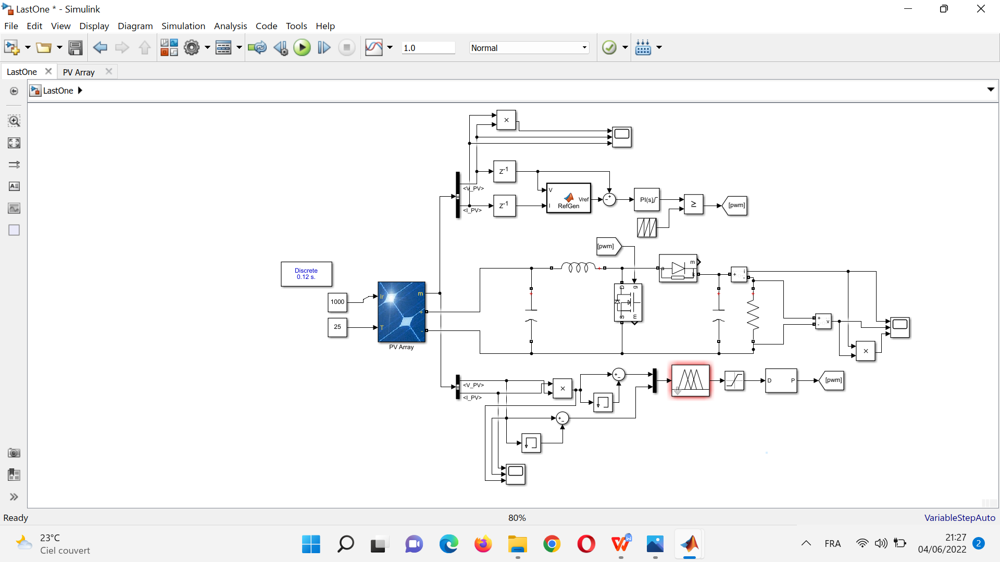 LastOne * - Simulink
File Edit View Display Diagram Simulation Analysis Code Tools Help
1.0 Normal
LastOne PV Array
LastOne
×
<V_PV>
<I_PV>
Z-1
Z-1
V
I
Vref
RefGen
+
-
PI(s)
≥
[pwm]
[pwm]
Discrete
0.12 s.
1000
25
Ir
T
m
+
-
PV Array
+
g
D
S
m
a
m
k
+
+
i
-
+
+
v
-
×
<V_PV>
<I_PV>
×
+
-
+
-
D P
[pwm]
Ready 80% VariableStepAuto
23°C
Ciel couvert
FRA
21:27
04/06/2022
2